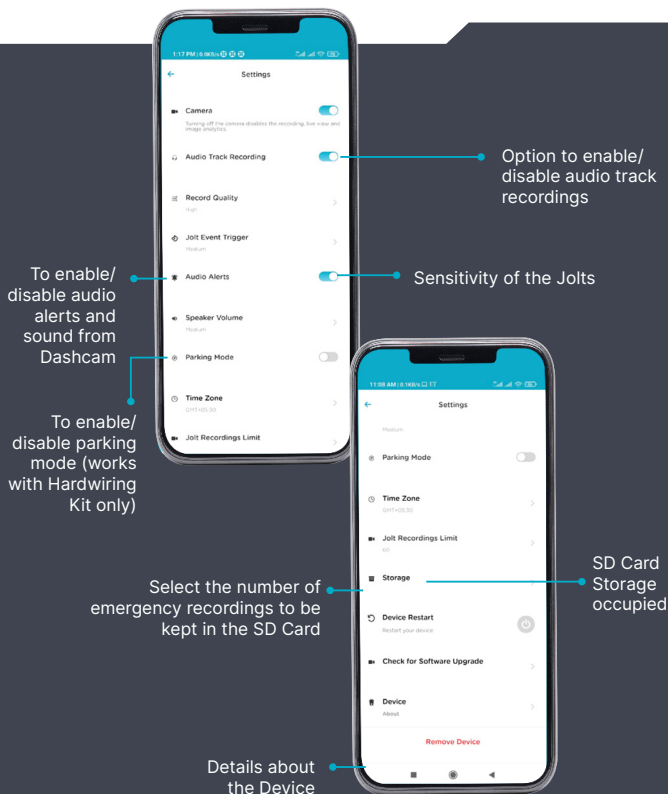 1:17 PM | 0.0KB/s
Settings
Camera
Turning off the camera disables the recording, live view and
image analytics.
Audio Track Recording
Record Quality
High
Jolt Event Trigger
Medium
Audio Alerts
Speaker Volume
Medium
Parking Mode
Time Zone
GMT+05:30
Jolt Recordings Limit
Option to enable/
disable audio track
recordings
Sensitivity of the Jolts
To enable/
disable audio
alerts and
sound from
Dashcam
To enable/
disable parking
mode (works
with Hardwiring
Kit only)
11:08 AM | 0.1KB/s
Settings
Medium
Parking Mode
Time Zone
GMT+05:30
Jolt Recordings Limit
60
Storage
Device Restart
Restart your device
Check for Software Upgrade
Device
About
Remove Device
Select the number of
emergency recordings to be
kept in the SD Card
SD Card
Storage
occupied
Details about
the Device